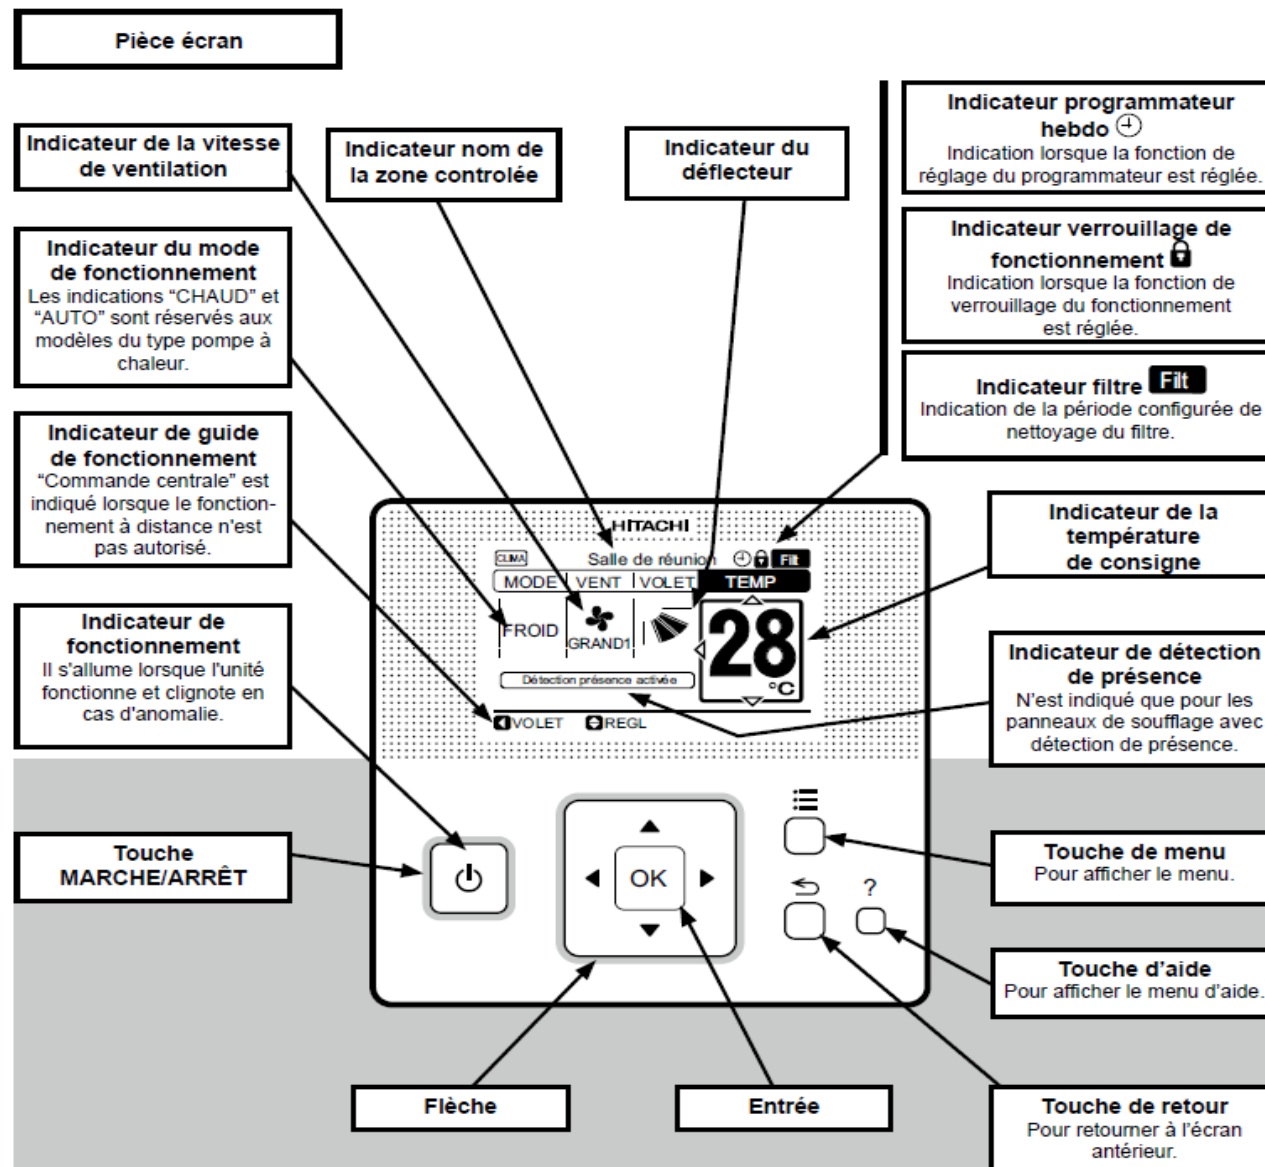 Pièce écran
Indicateur de la vitesse
de ventilation
Indicateur nom de
la zone controlée
Indicateur du
déflecteur
Indicateur programmateur
hebdo
Indication lorsque la fonction de
réglage du programmateur est réglée.
Indicateur verrouillage de
fonctionnement
Indication lorsque la fonction de
verrouillage du fonctionnement
est réglée.
Indicateur filtre Filt
Indication de la période configurée de
nettoyage du filtre.
Indicateur du mode
de fonctionnement
Les indications “CHAUD” et
“AUTO” sont réservés aux
modèles du type pompe à
chaleur.
Indicateur de guide
de fonctionnement
“Commande centrale” est
indiqué lorsque le fonction-
nement à distance n'est
pas autorisé.
Indicateur de
fonctionnement
Il s'allume lorsque l'unité
fonctionne et clignote en
cas d'anomalie.
Touche
MARCHE/ARRÊT
HITACHI
CLIMA Salle de réunion Filt
MODE VENT VOLET TEMP
FROID GRAND1 28 °C
Détection présence activée
VOLET REGL
OK
?
Indicateur de la
température
de consigne
Indicateur de détection
de présence
N'est indiqué que pour les
panneaux de soufflage avec
détection de présence.
Touche de menu
Pour afficher le menu.
Touche d'aide
Pour afficher le menu d'aide.
Flèche
Entrée
Touche de retour
Pour retourner à l'écran
antérieur.